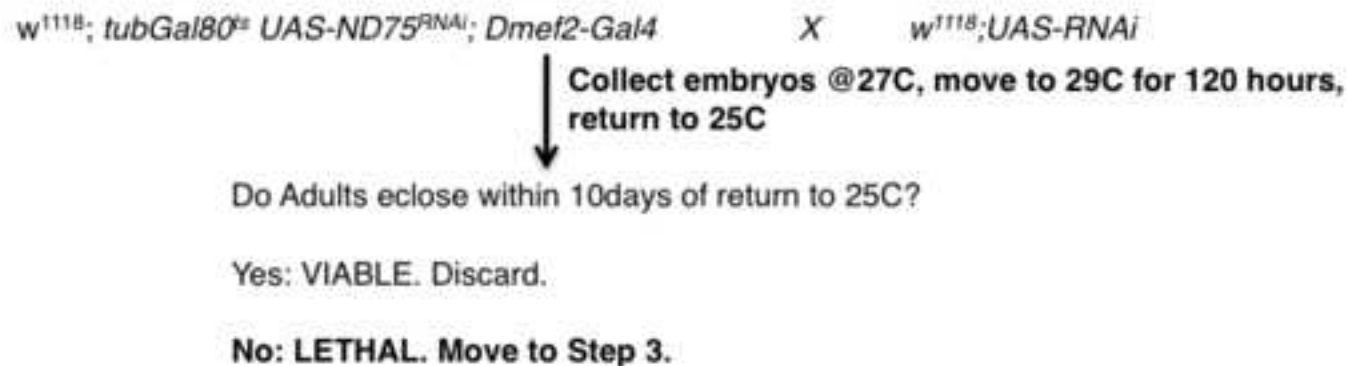 w¹¹¹⁸; tubGal80ᵗˢ UAS-ND75ᴿᴺᴬⁱ; Dmef2-Gal4 X w¹¹¹⁸;UAS-RNAi
Collect embryos @27C, move to 29C for 120 hours,
return to 25C
Do Adults eclose within 10days of return to 25C?
Yes: VIABLE. Discard.
No: LETHAL. Move to Step 3.